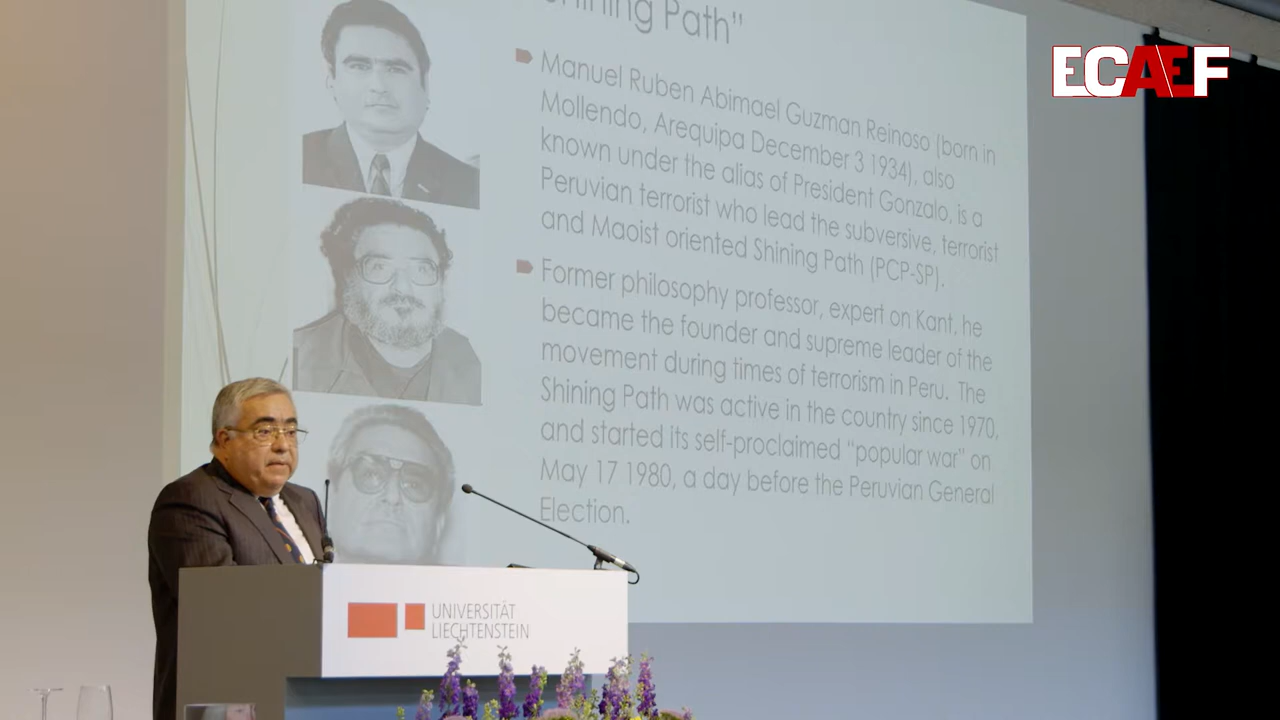 Shining Path"
Manuel Ruben Abimael Guzman Reinoso (born in
Mollendo, Arequipa December 3 1934), also
known under the alias of President Gonzalo, is a
Peruvian terrorist who lead the subversive, terrorist
and Maoist oriented Shining Path (PCP-SP).
Former philosophy professor, expert on Kant, he
became the founder and supreme leader of the
movement during times of terrorism in Peru. The
Shining Path was active in the country since 1970,
and started its self-proclaimed “popular war” on
May 17 1980, a day before the Peruvian General
Election.
ECAEF
UNIVERSITÄT
LIECHTENSTEIN